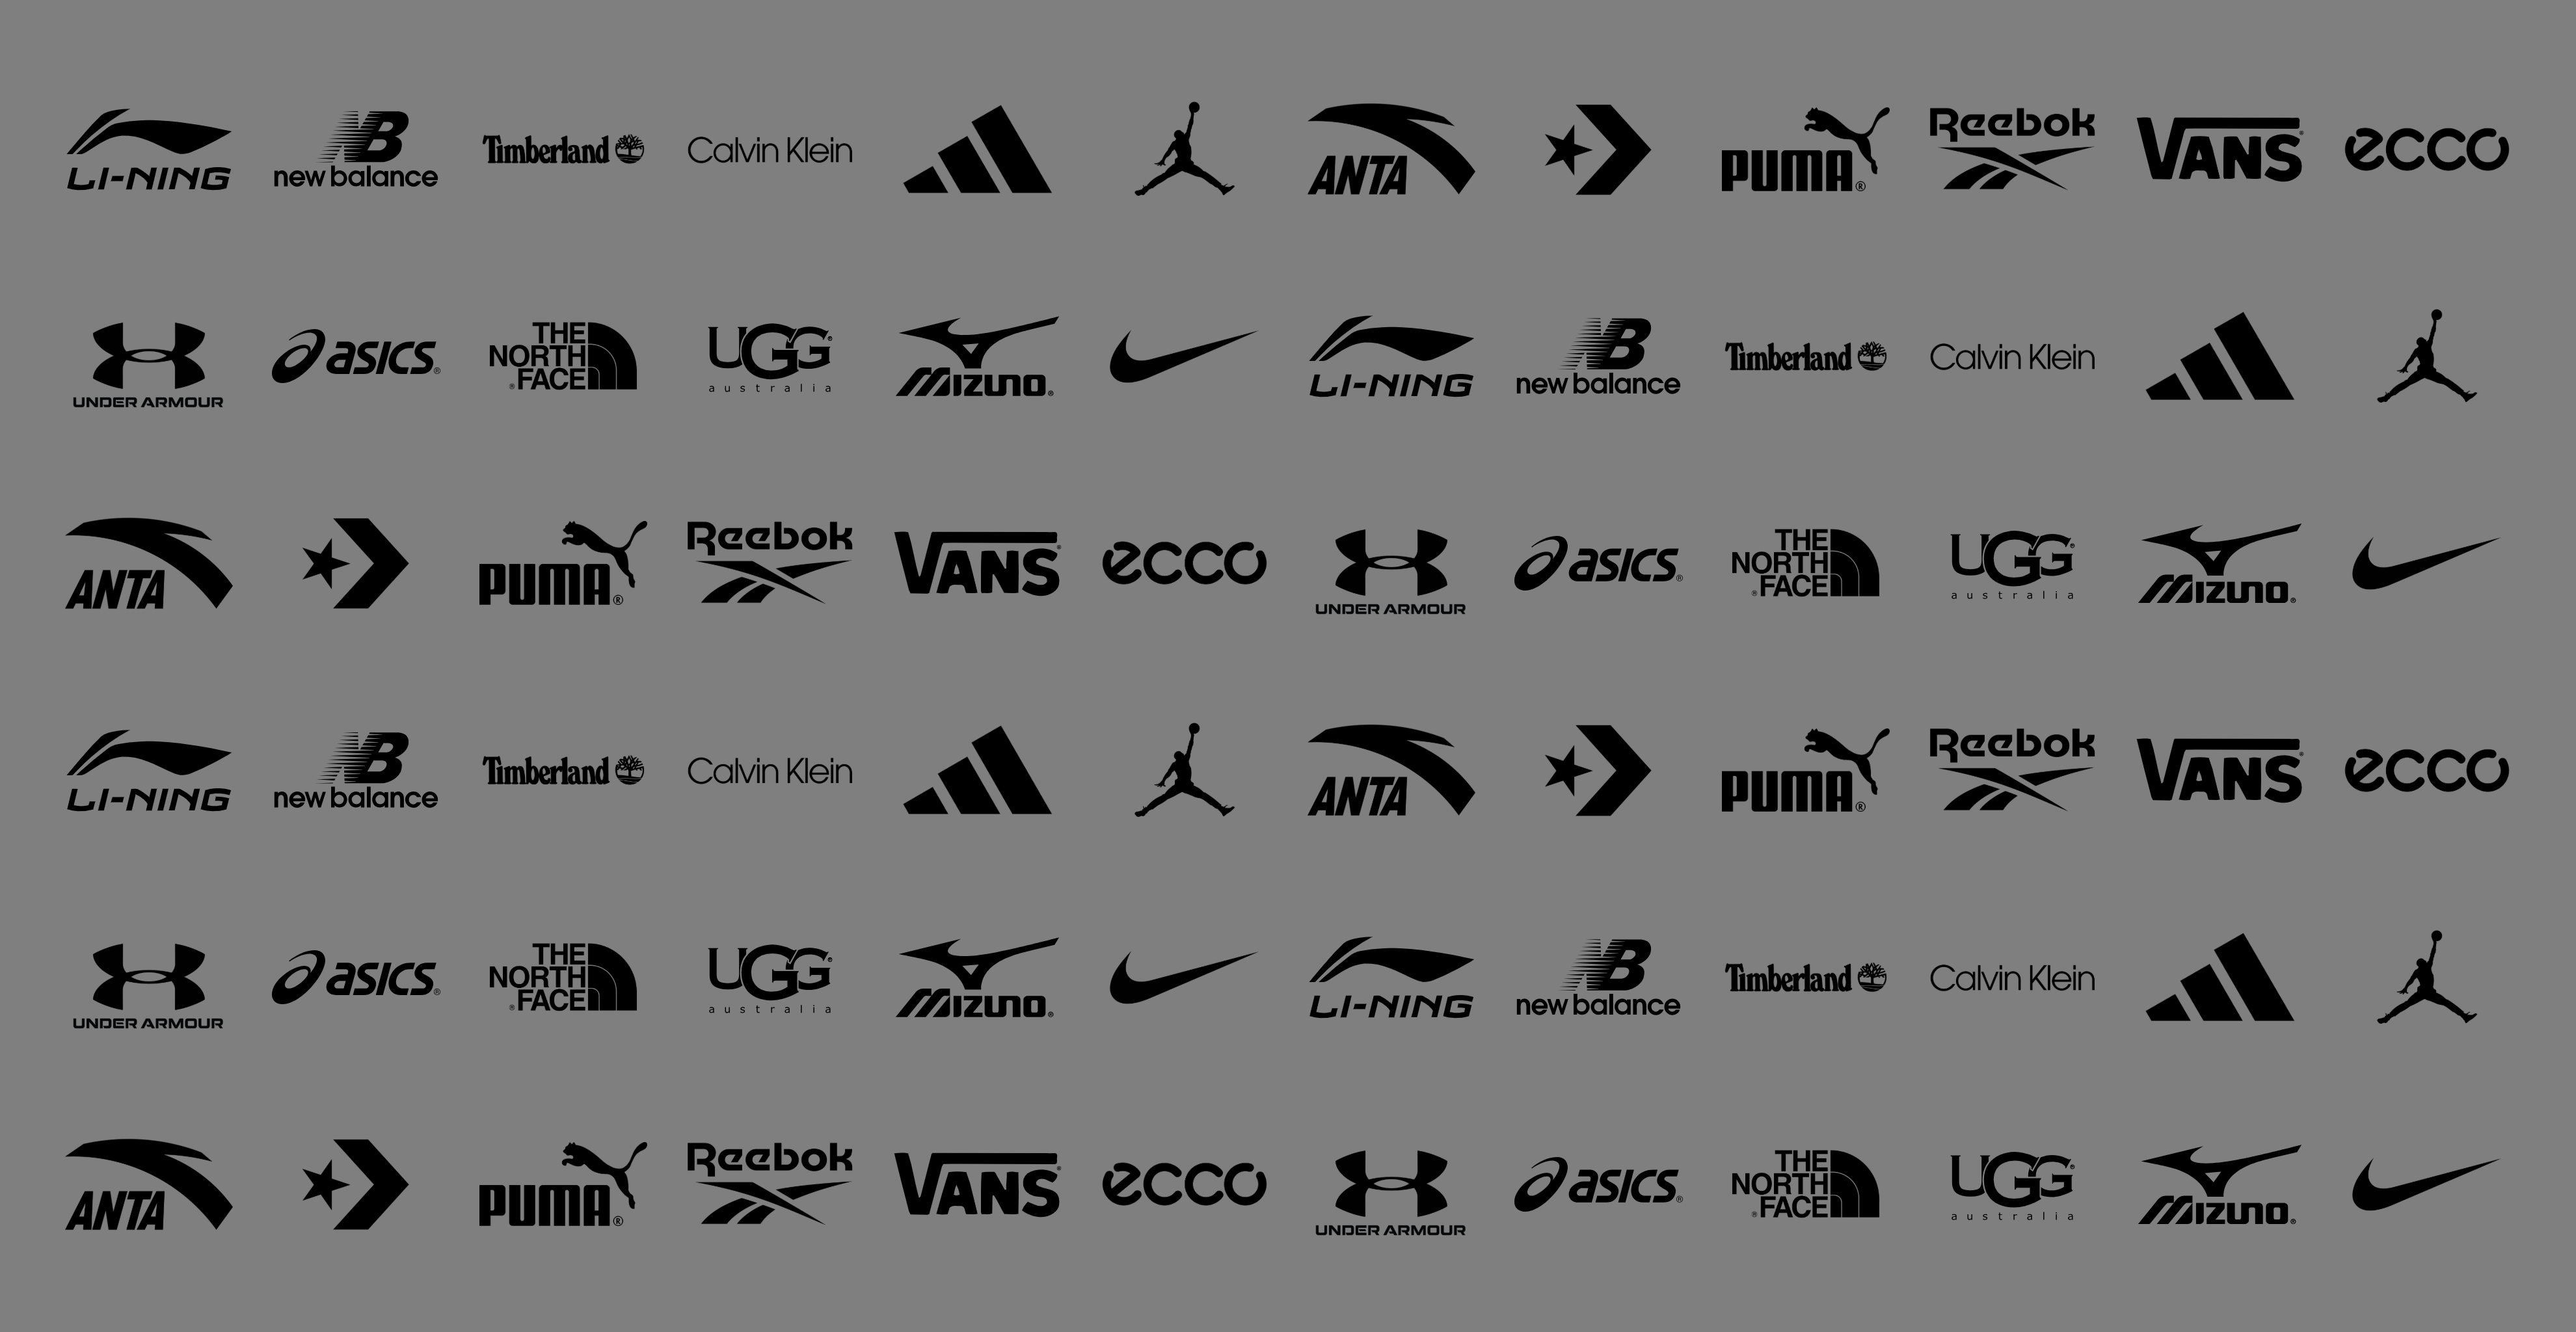 LI-NING
new balance
Timberland
Calvin Klein
ANTA
PUMA®
Reebok
VANS®
ecco
UNDER ARMOUR
asics®
THE
NORTH
® FACE
UGG®
australia
MIZUNO®
LI-NING
NB
new balance
Timberland
Calvin Klein
ANTA
PUMA®
Reebok
VANS®
ecco
UNDER ARMOUR
asics®
THE
NORTH
® FACE
UGG®
australia
MIZUNO®
LI-NING
NB
new balance
Timberland
Calvin Klein
ANTA
PUMA®
Reebok
VANS®
ecco
UNDER ARMOUR
asics®
THE
NORTH
® FACE
UGG®
australia
MIZUNO®
LI-NING
NB
new balance
Timberland
Calvin Klein
ANTA
PUMA®
Reebok
VANS®
ecco
UNDER ARMOUR
asics®
THE
NORTH
® FACE
UGG®
australia
MIZUNO®